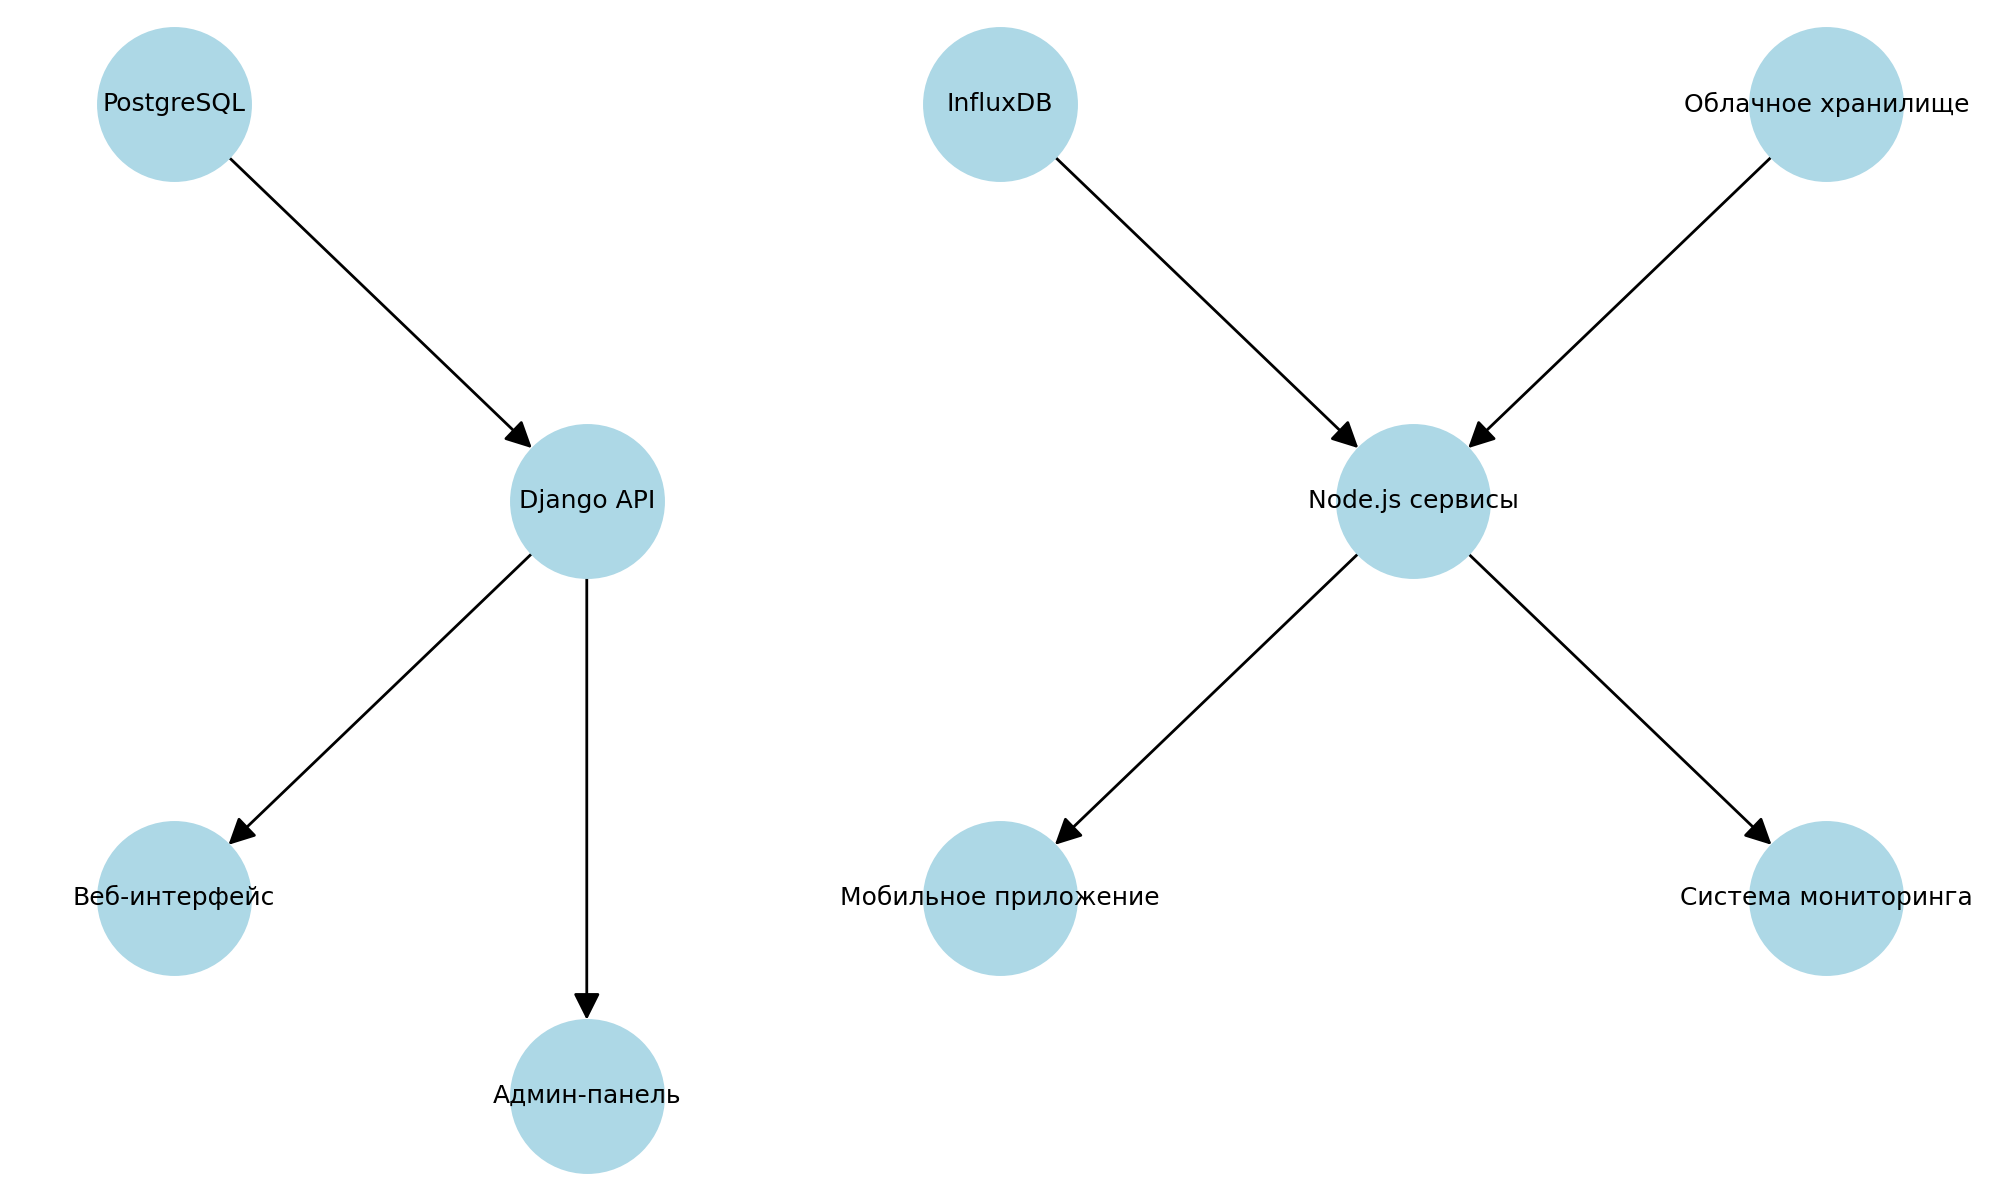 PostgreSQL
InfluxDB
Облачное хранилище
Django API
Node.js сервисы
Веб-интерфейс
Мобильное приложение
Система мониторинга
Админ-панель